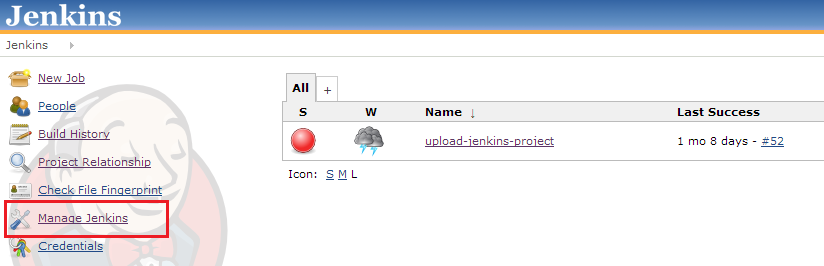 Jenkins
Jenkins
New Job
People
Build History
Project Relationship
Check File Fingerprint
Manage Jenkins
Credentials
All +
S W Name ↓ Last Success
upload-jenkins-project 1 mo 8 days - #52
Icon: S M L